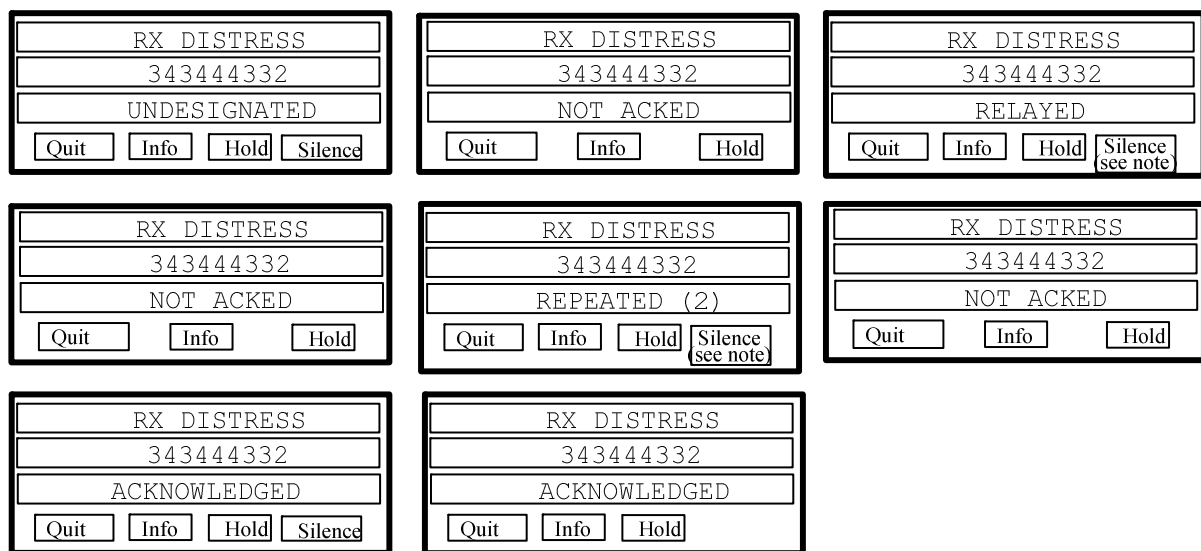 RX DISTRESS
343444332
UNDESIGNATED
Quit Info Hold Silence
RX DISTRESS
343444332
NOT ACKED
Quit Info Hold
RX DISTRESS
343444332
RELAYED
Quit Info Hold Silence
(see note)
RX DISTRESS
343444332
NOT ACKED
Quit Info Hold
RX DISTRESS
343444332
REPEATED (2)
Quit Info Hold Silence
(see note)
RX DISTRESS
343444332
NOT ACKED
Quit Info Hold
RX DISTRESS
343444332
ACKNOWLEDGED
Quit Info Hold Silence
RX DISTRESS
343444332
ACKNOWLEDGED
Quit Info Hold